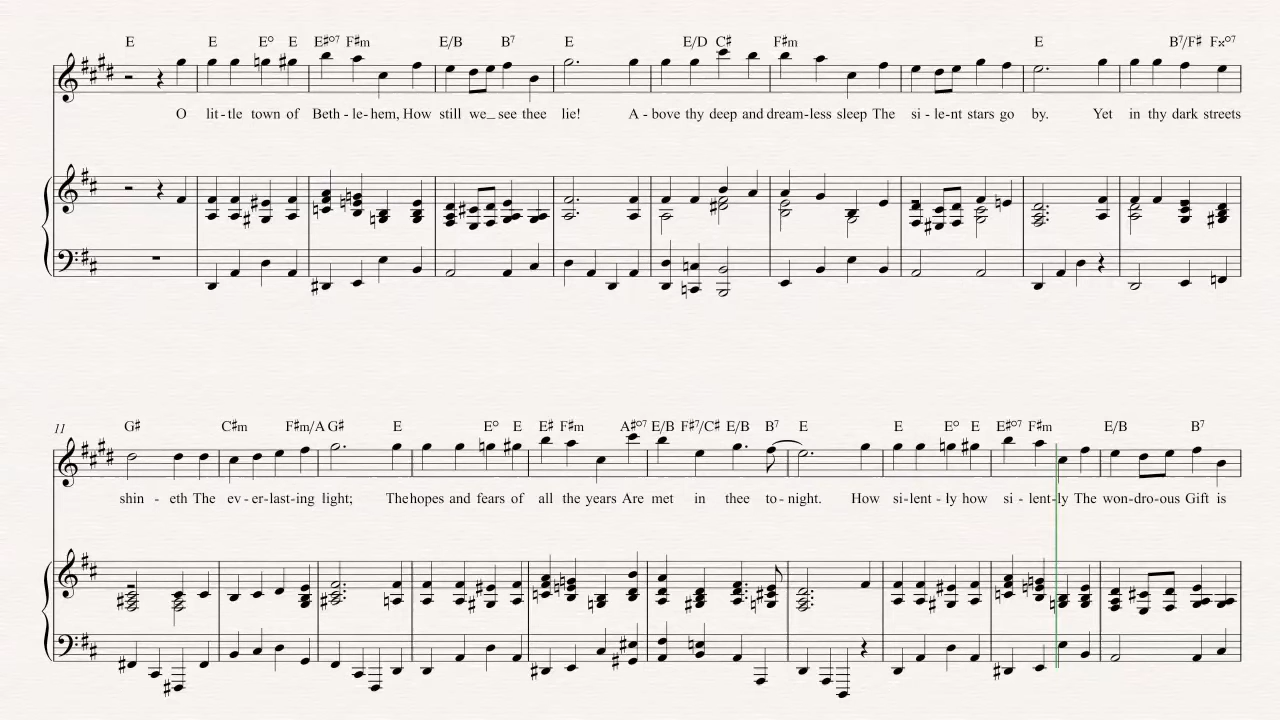 E E E° E E♯°⁷ F♯m E/B B⁷ E E/D C♯ F♯m E B⁷/F♯ Fx°⁷
O lit-tle town of Beth-le-hem, How still we_ see thee lie! A-bove thy deep and dream-less sleep The si-le-nt stars go by. Yet in thy dark streets
11 G♯ C♯m F♯m/A G♯ E E° E E♯ F♯m A♯°⁷ E/B F♯⁷/C♯ E/B B⁷ E E E° E E♯°⁷ F♯m E/B B⁷
shin-eth The ev-er-last-ing light; The hopes and fears of all the years Are met in thee to-night. How si-lent-ly how si-lent-ly The won-dro-ous Gift is